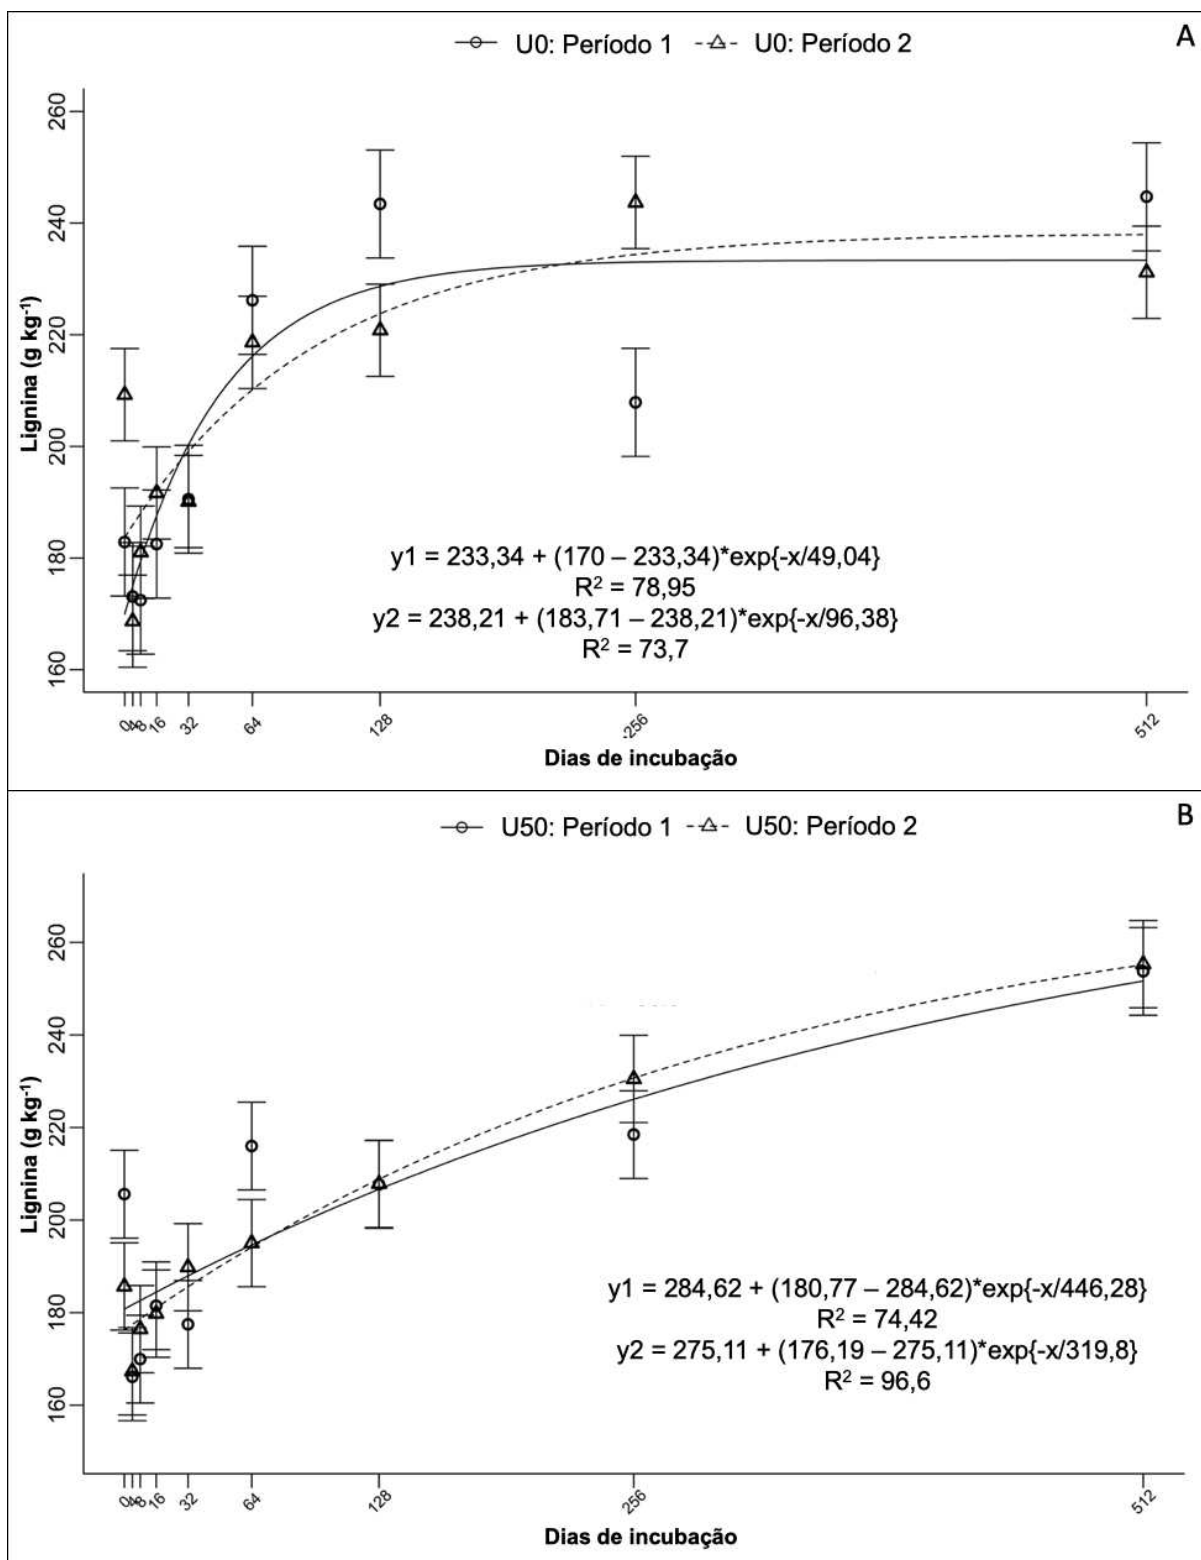 U0: Período 1 U0: Período 2
A
260
240
220
200
180
160
Lignina (g kg⁻¹)
0 4 8 16 32 64 128 256 512
Dias de incubação
y1 = 233,34 + (170 – 233,34)*exp{-x/49,04}
R² = 78,95
y2 = 238,21 + (183,71 – 238,21)*exp{-x/96,38}
R² = 73,7
U50: Período 1 U50: Período 2
B
260
240
220
200
180
160
Lignina (g kg⁻¹)
y1 = 284,62 + (180,77 – 284,62)*exp{-x/446,28}
R² = 74,42
y2 = 275,11 + (176,19 – 275,11)*exp{-x/319,8}
R² = 96,6
0 4 8 16 32 64 128 256 512
Dias de incubação